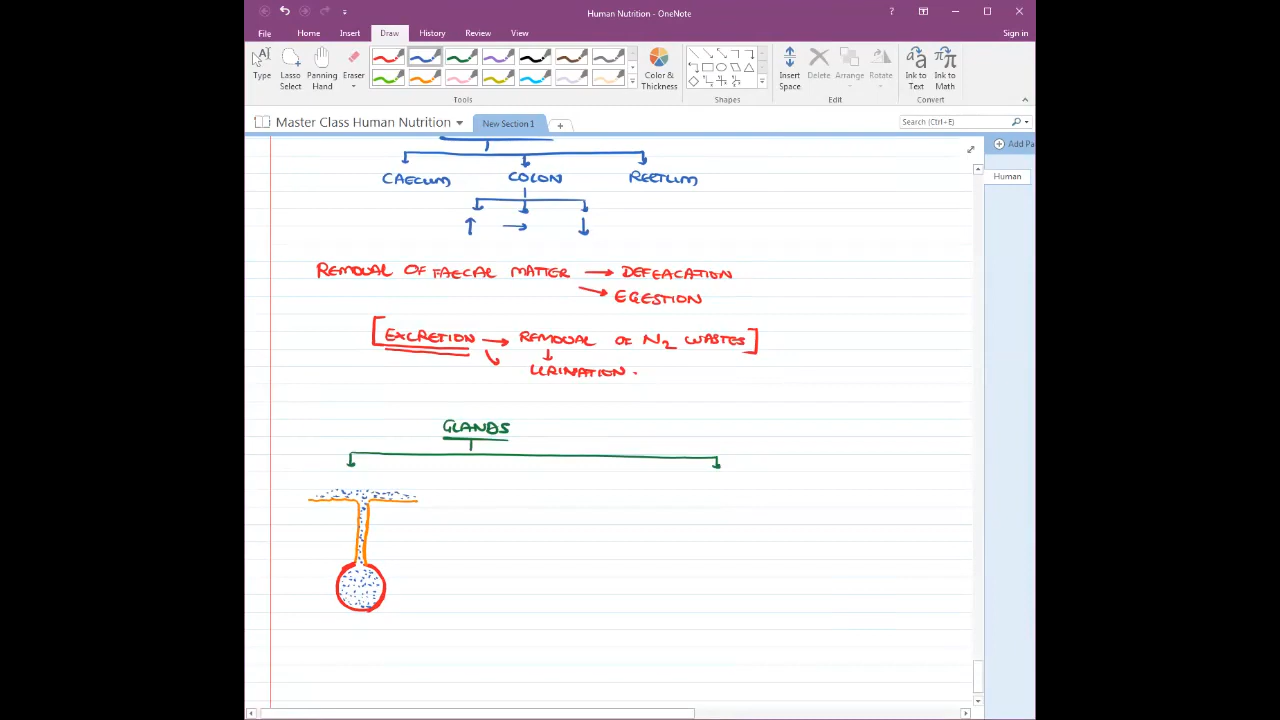 Human Nutrition - OneNote
?
File Home Insert Draw History Review View Sign in
Type Lasso Select Panning Hand Eraser Color & Thickness Insert Space Delete Arrange Rotate Ink to Text Ink to Math
Tools Shapes Edit Convert
Master Class Human Nutrition New Section 1 Search (Ctrl+E)
Add Pa
Human
CAECUM COLON RECTUM
REMOVAL OF FAECAL MATTER → DEFEACATION
EGESTION
[EXCRETION → REMOVAL OF N2 WASTES]
URINATION.
GLANDS